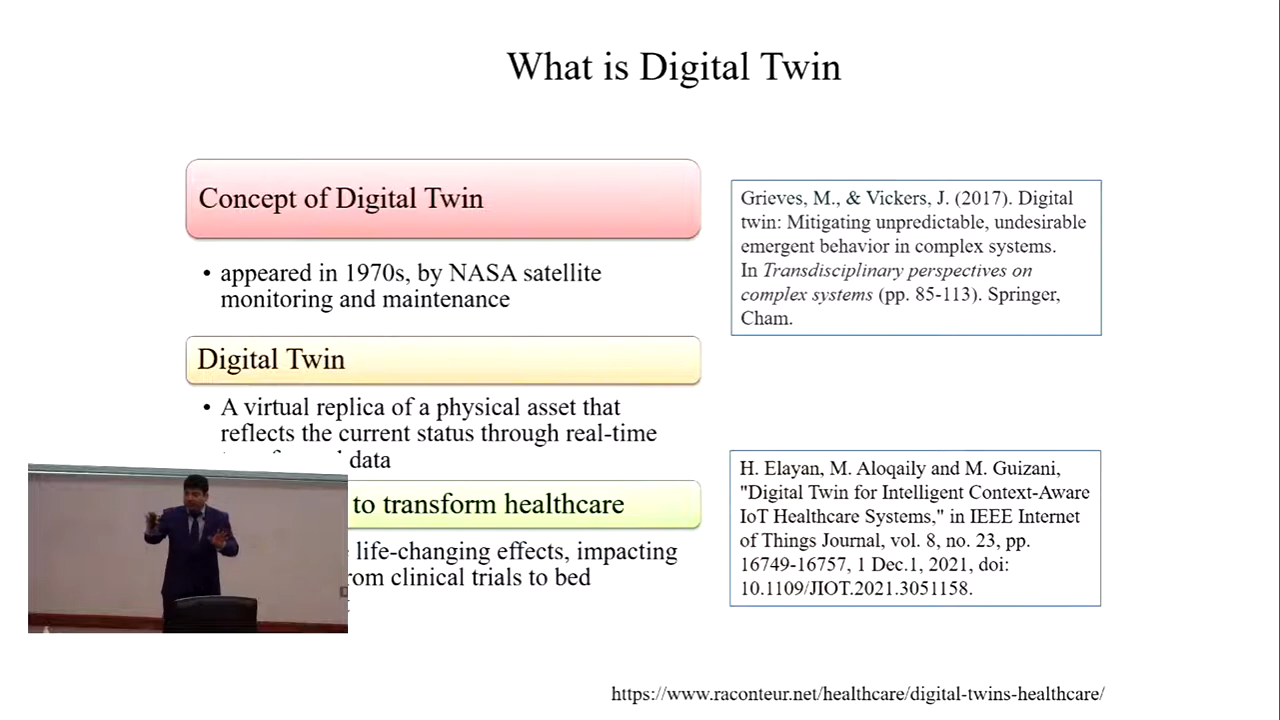 What is Digital Twin
Concept of Digital Twin
• appeared in 1970s, by NASA satellite
monitoring and maintenance
Digital Twin
• A virtual replica of a physical asset that
reflects the current status through real-time
data
to transform healthcare
life-changing effects, impacting
from clinical trials to bed
Grieves, M., & Vickers, J. (2017). Digital
twin: Mitigating unpredictable, undesirable
emergent behavior in complex systems.
In Transdisciplinary perspectives on
complex systems (pp. 85-113). Springer,
Cham.
H. Elayan, M. Aloqaily and M. Guizani,
"Digital Twin for Intelligent Context-Aware
IoT Healthcare Systems," in IEEE Internet
of Things Journal, vol. 8, no. 23, pp.
16749-16757, 1 Dec.1, 2021, doi:
10.1109/JIOT.2021.3051158.
https://www.raconteur.net/healthcare/digital-twins-healthcare/